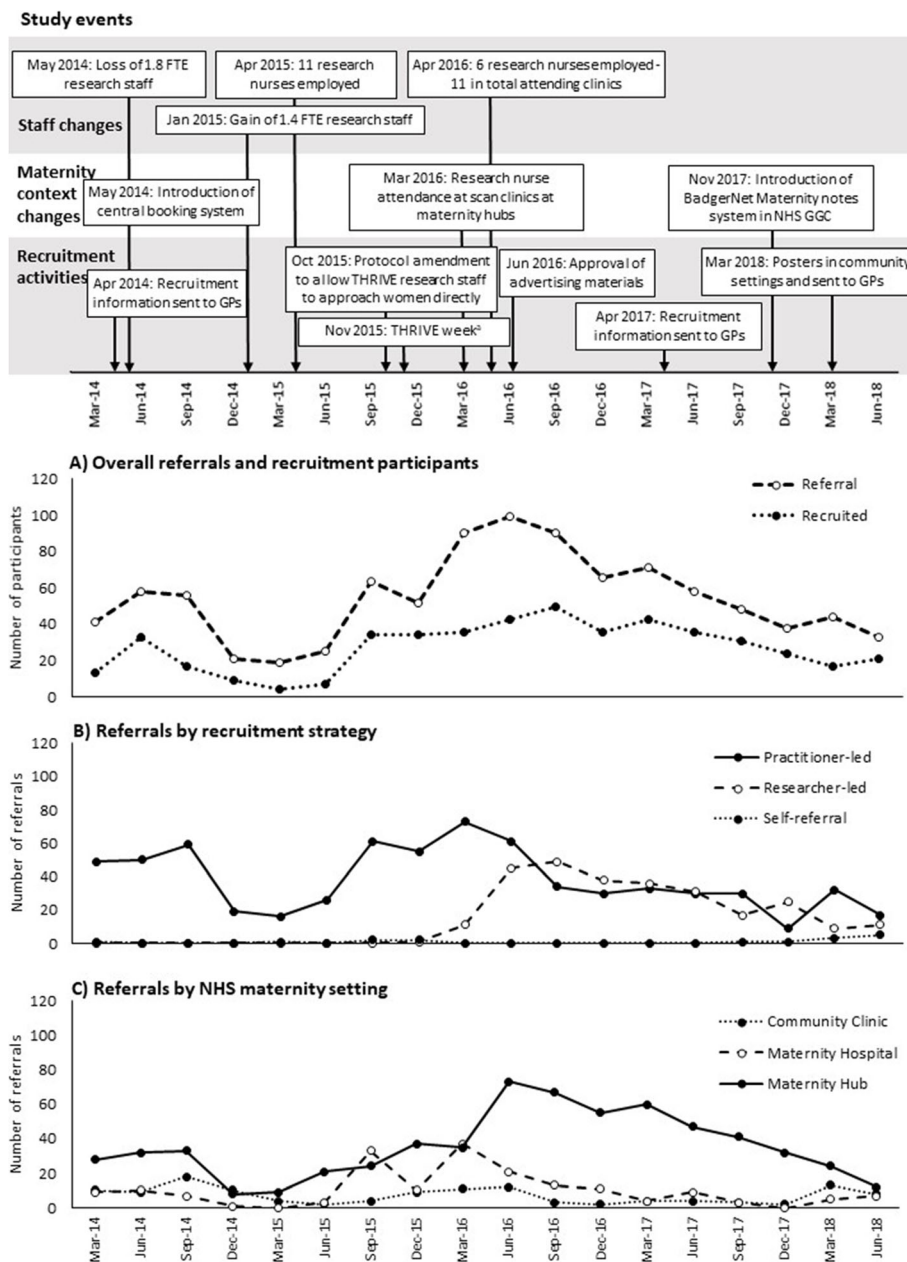 Study events
May 2014: Loss of 1.8 FTE
research staff
Apr 2015: 11 research
nurses employed
Apr 2016: 6 research nurses employed-
11 in total attending clinics
Staff changes
Jan 2015: Gain of 1.4 FTE research staff
Maternity
context
changes
May 2014: Introduction of
central booking system
Mar 2016: Research nurse
attendance at scan clinics at
maternity hubs
Nov 2017: Introduction of
BadgerNet Maternity notes
system in NHS GGC
Recruitment
activities
Apr 2014: Recruitment
information sent to GPs
Oct 2015: Protocol amendment
to allow THRIVE research staff
to approach women directly
Nov 2015: THRIVE weekᵃ
Jun 2016: Approval of
advertising materials
Apr 2017: Recruitment
information sent to GPs
Mar 2018: Posters in community
settings and sent to GPs
Mar-14
Jun-14
Sep-14
Dec-14
Mar-15
Jun-15
Sep-15
Dec-15
Mar-16
Jun-16
Sep-16
Dec-16
Mar-17
Jun-17
Sep-17
Dec-17
Mar-18
Jun-18
A) Overall referrals and recruitment participants
Number of participants
120
100
80
60
40
20
0
Referral
Recruited
B) Referrals by recruitment strategy
Number of referrals
120
100
80
60
40
20
0
Practitioner-led
Researcher-led
Self-referral
C) Referrals by NHS maternity setting
Number of referrals
120
100
80
60
40
20
0
Community Clinic
Maternity Hospital
Maternity Hub
Mar-14
Jun-14
Sep-14
Dec-14
Mar-15
Jun-15
Sep-15
Dec-15
Mar-16
Jun-16
Sep-16
Dec-16
Mar-17
Jun-17
Sep-17
Dec-17
Mar-18
Jun-18